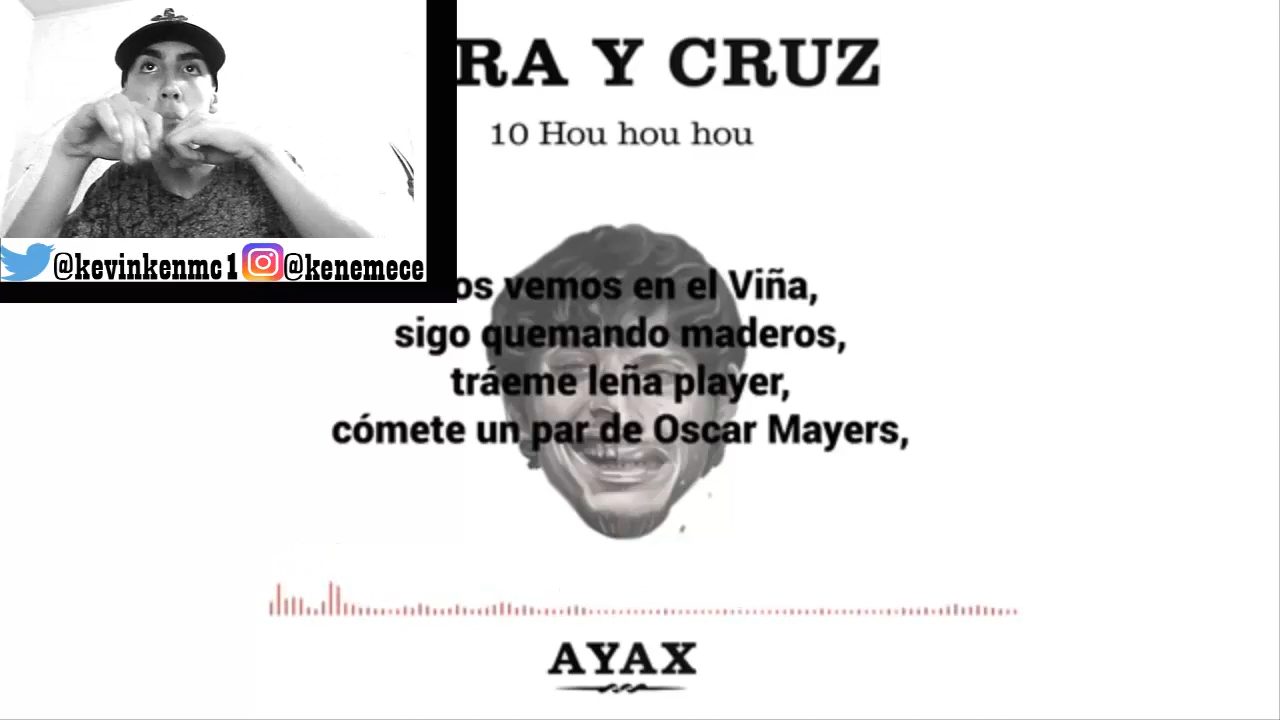 RA Y CRUZ
10 Hou hou hou
@kevinkenmc1 @kenemece
os vemos en el Viña,
sigo quemando maderos,
tráeme leña player,
cómete un par de Oscar Mayers,
AYAX